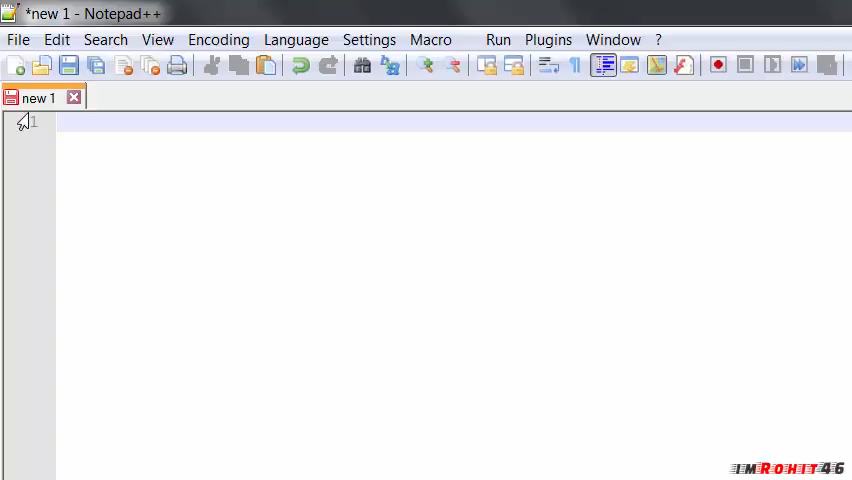 *new 1 - Notepad++
File Edit Search View Encoding Language Settings Macro Run Plugins Window ?
new 1
1
imRohit46